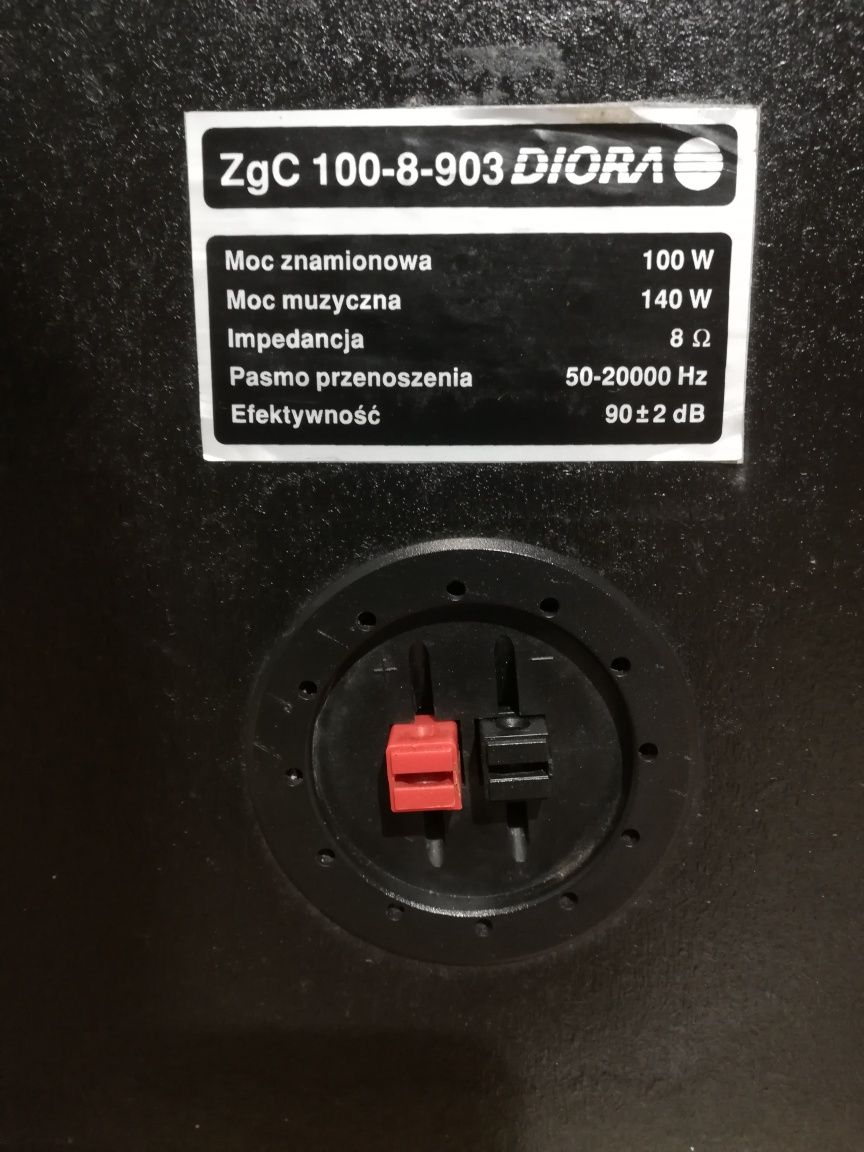 ZgC 100-8-903 DIORA
Moc znamionowa 100 W
Moc muzyczna 140 W
Impedancja 8 Ω
Pasmo przenoszenia 50-20000 Hz
Efektywność 90±2 dB
+ −